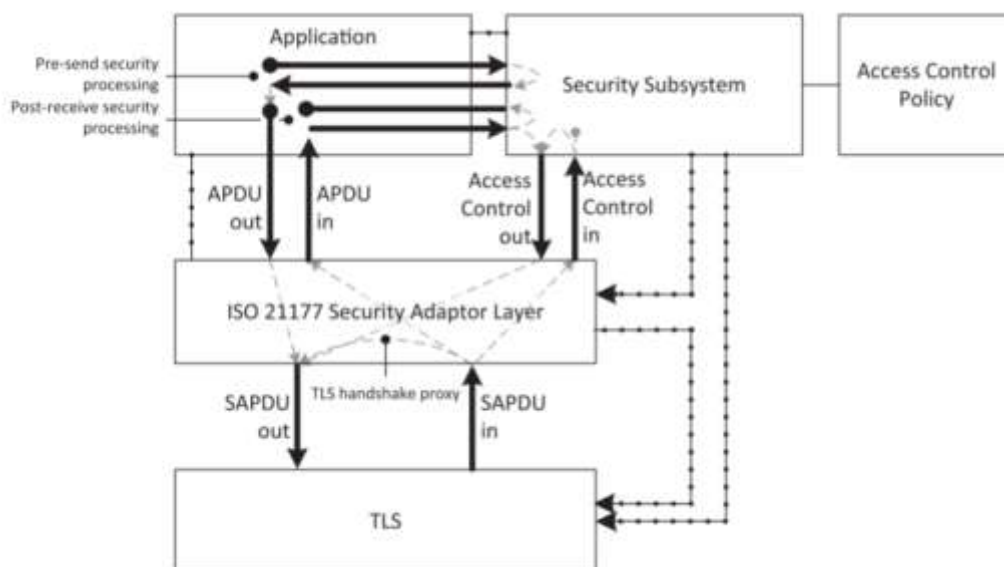 Application
Pre-send security
processing
Post-receive security
processing
Security Subsystem
Access Control
Policy
APDU
out
APDU
in
Access
Control
out
Access
Control
in
ISO 21177 Security Adaptor Layer
TLS handshake proxy
SAPDU
out
SAPDU
in
TLS